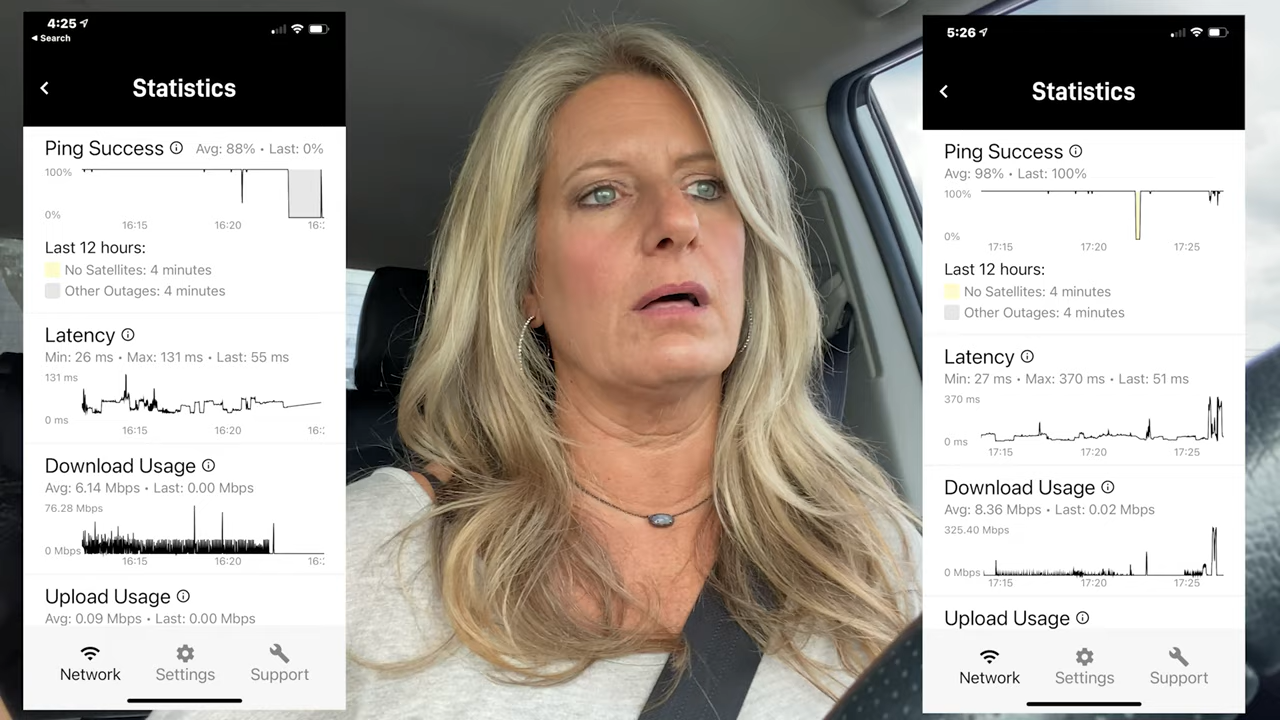 4:25
Search
Statistics
Ping Success Avg: 88% • Last: 0%
100%
0%
16:15 16:20 16:
Last 12 hours:
No Satellites: 4 minutes
Other Outages: 4 minutes
Latency
Min: 26 ms • Max: 131 ms • Last: 55 ms
131 ms
0 ms
16:15 16:20 16:
Download Usage
Avg: 6.14 Mbps • Last: 0.00 Mbps
76.28 Mbps
0 Mbps
16:15 16:20 16:
Upload Usage
Avg: 0.09 Mbps • Last: 0.00 Mbps
Network Settings Support
5:26
Statistics
Ping Success
Avg: 98% • Last: 100%
100%
0%
17:15 17:20 17:25
Last 12 hours:
No Satellites: 4 minutes
Other Outages: 4 minutes
Latency
Min: 27 ms • Max: 370 ms • Last: 51 ms
370 ms
0 ms
17:15 17:20 17:25
Download Usage
Avg: 8.36 Mbps • Last: 0.02 Mbps
325.40 Mbps
0 Mbps
17:15 17:20 17:25
Upload Usage
Network Settings Support